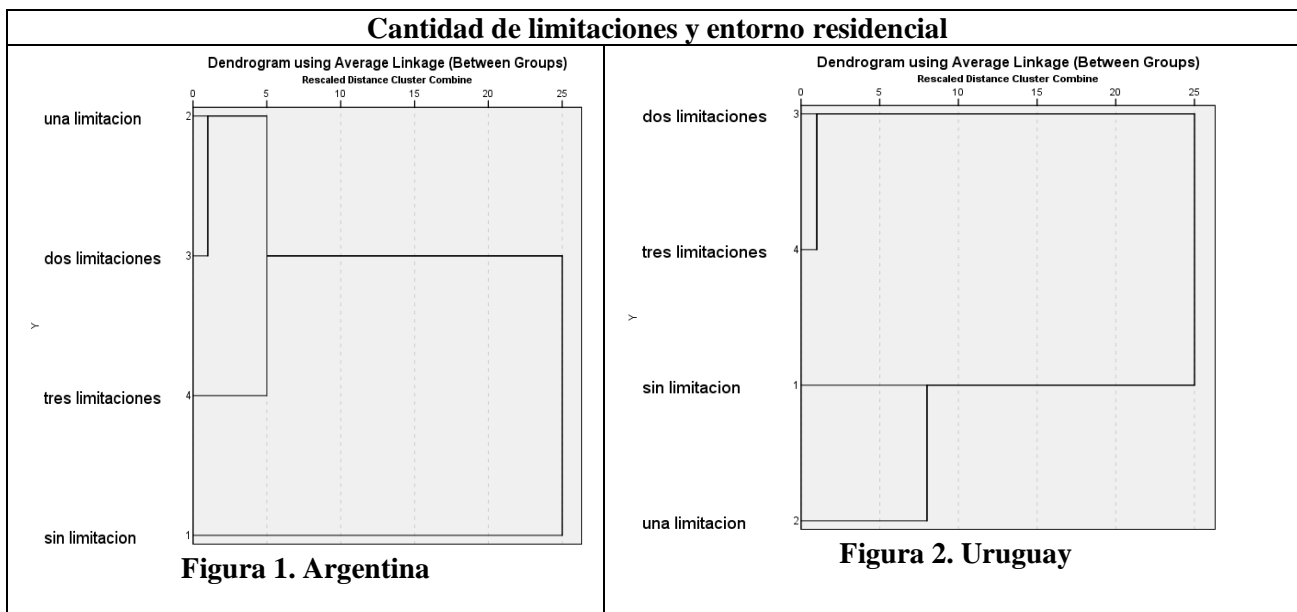 Cantidad de limitaciones y entorno residencial
Dendrogram using Average Linkage (Between Groups)
Rescaled Distance Cluster Combine
0 5 10 15 20 25
una limitacion 2
dos limitaciones 3
Y
tres limitaciones 4
sin limitacion 1
Figura 1. Argentina
Dendrogram using Average Linkage (Between Groups)
Rescaled Distance Cluster Combine
0 5 10 15 20 25
dos limitaciones 3
tres limitaciones 4
Y
sin limitacion 1
una limitacion 2
Figura 2. Uruguay